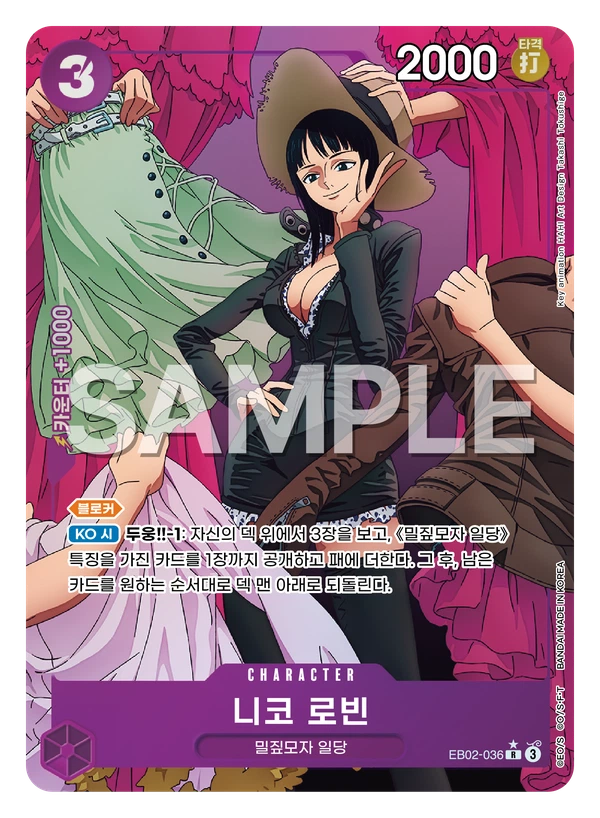 3
2000
타격
打
Key animation HAHI Art Design Takashi Tokushige
카운터 +1000
SAMPLE
블로커
KO 시 두웅!!-1: 자신의 덱 위에서 3장을 보고, 《밀짚모자 일당》
특징을 가진 카드를 1장까지 공개하고 패에 더한다. 그 후, 남은
카드를 원하는 순서대로 덱 맨 아래로 되돌린다.
CHARACTER
니코 로빈
밀짚모자 일당
EB02-036 R 3
©EO/S ©O/S·F·T BANDAI MADE IN KOREA